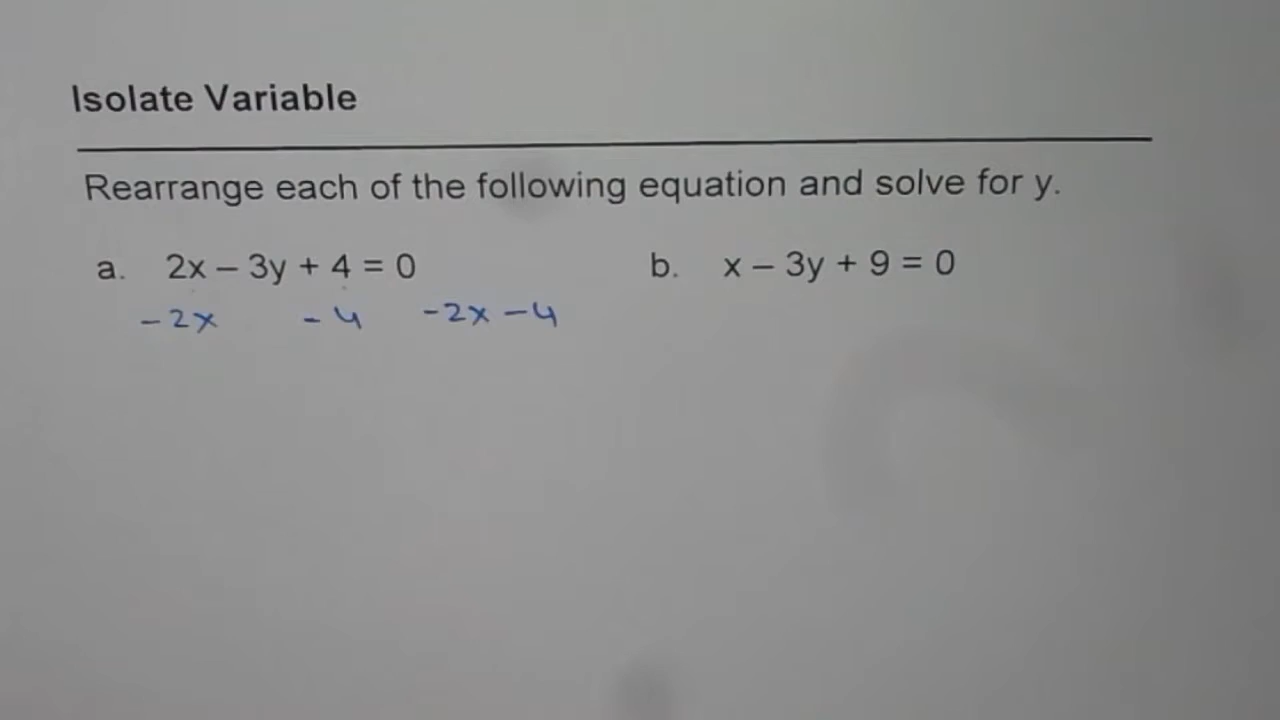 Isolate Variable
Rearrange each of the following equation and solve for y.
a. 2x – 3y + 4 = 0 b. x – 3y + 9 = 0
- 2x - 4 -2x - 4